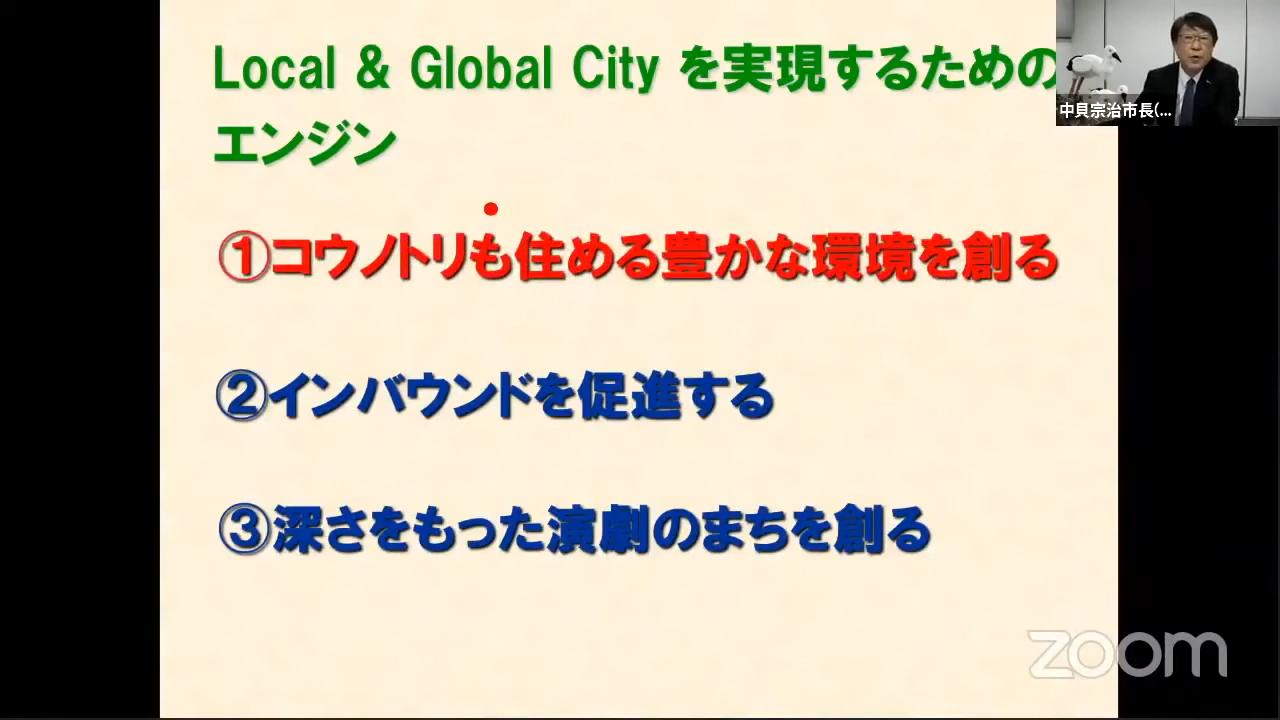 Local & Global City を実現するための
エンジン
中貝宗治市長(...
①コウノトリも住める豊かな環境を創る
②インバウンドを促進する
③深さをもった演劇のまちを創る
zoom